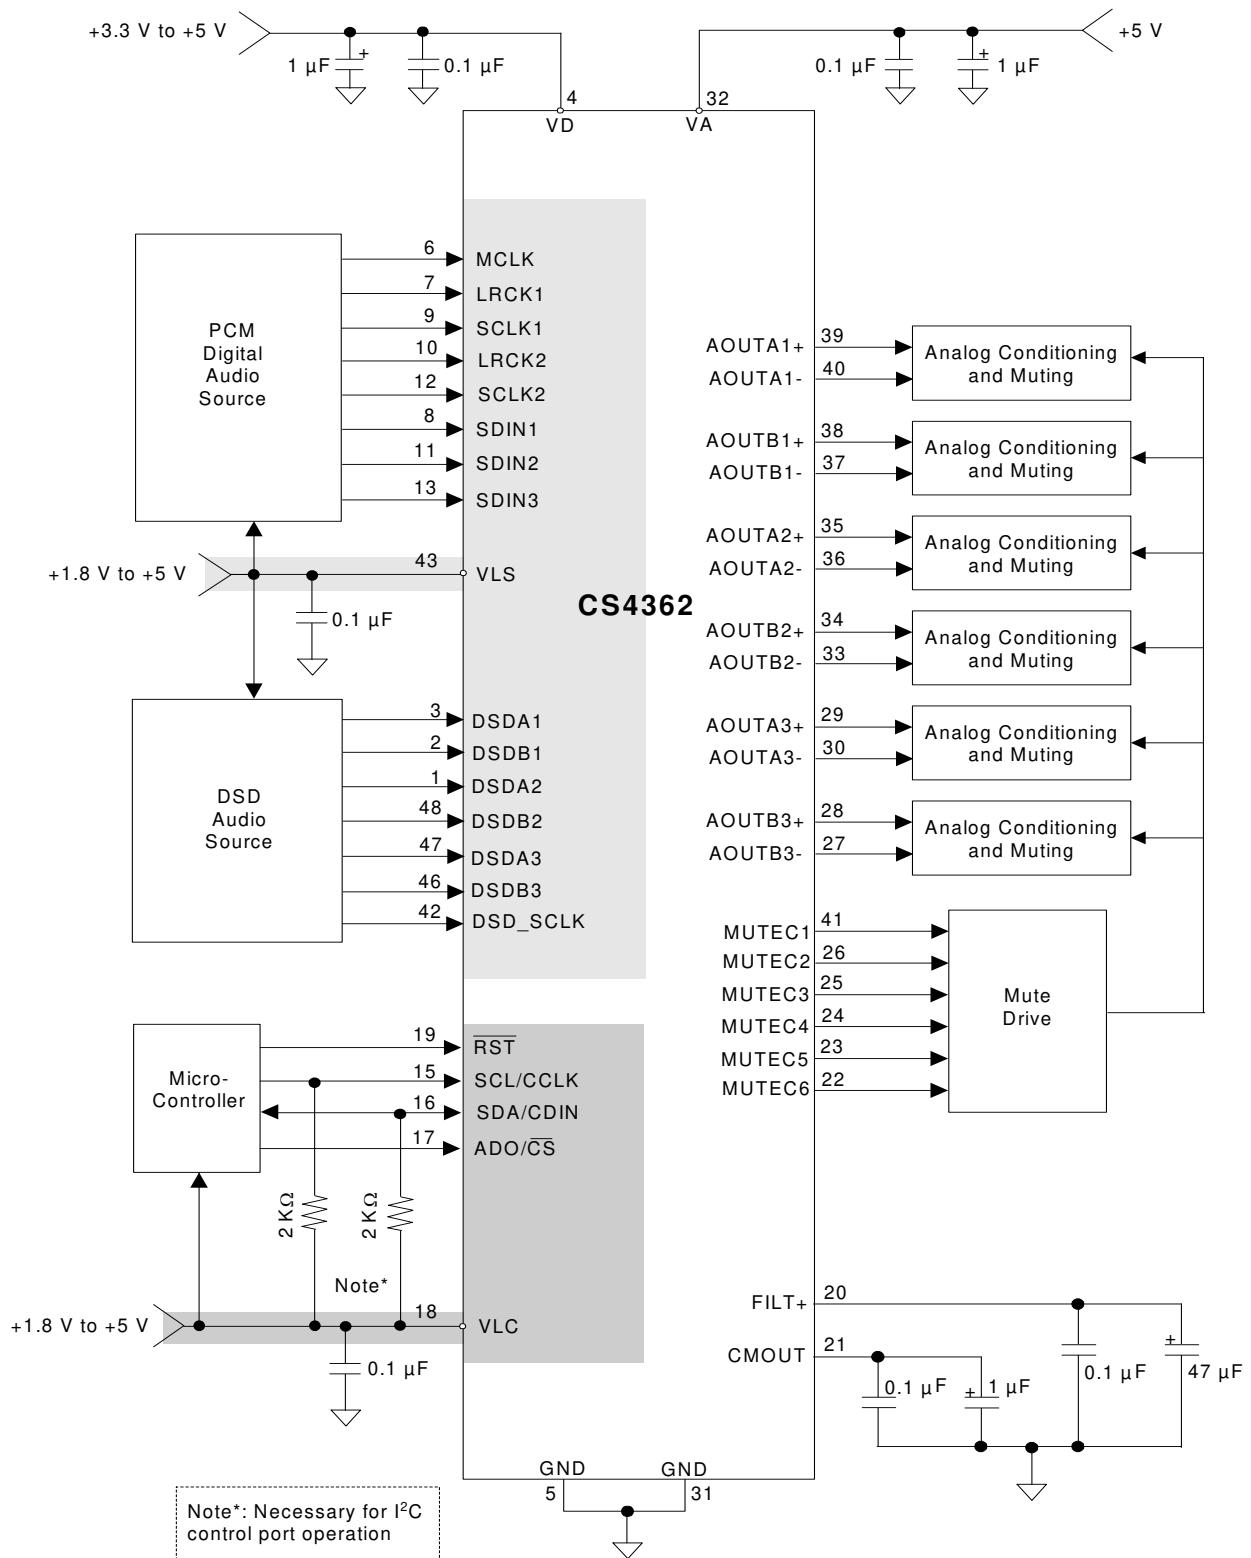 +3.3 V to +5 V
1 µF
+
0.1 µF
0.1 µF
+
1 µF
+5 V
4
VD
32
VA
PCM
Digital
Audio
Source
6
MCLK
7
LRCK1
9
SCLK1
10
LRCK2
12
SCLK2
8
SDIN1
11
SDIN2
13
SDIN3
+1.8 V to +5 V
43
VLS
0.1 µF
CS4362
DSD
Audio
Source
3
DSDA1
2
DSDB1
1
DSDA2
48
DSDB2
47
DSDA3
46
DSDB3
42
DSD_SCLK
Micro-
Controller
19
RST
15
SCL/CCLK
16
SDA/CDIN
17
ADO/CS
2 KΩ
2 KΩ
Note*
+1.8 V to +5 V
18
VLC
0.1 µF
AOUTA1+
39
AOUTA1-
40
Analog Conditioning
and Muting
AOUTB1+
38
AOUTB1-
37
Analog Conditioning
and Muting
AOUTA2+
35
AOUTA2-
36
Analog Conditioning
and Muting
AOUTB2+
34
AOUTB2-
33
Analog Conditioning
and Muting
AOUTA3+
29
AOUTA3-
30
Analog Conditioning
and Muting
AOUTB3+
28
AOUTB3-
27
Analog Conditioning
and Muting
MUTEC1
41
MUTEC2
26
MUTEC3
25
MUTEC4
24
MUTEC5
23
MUTEC6
22
Mute
Drive
FILT+
20
CMOUT
21
0.1 µF
+
1 µF
0.1 µF
+
47 µF
GND
5
GND
31
Note*: Necessary for I²C
control port operation